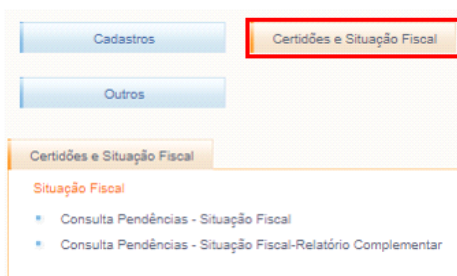 Cadastros
Certidões e Situação Fiscal
Outros
Certidões e Situação Fiscal
Situação Fiscal
Consulta Pendências - Situação Fiscal
Consulta Pendências - Situação Fiscal-Relatório Complementar